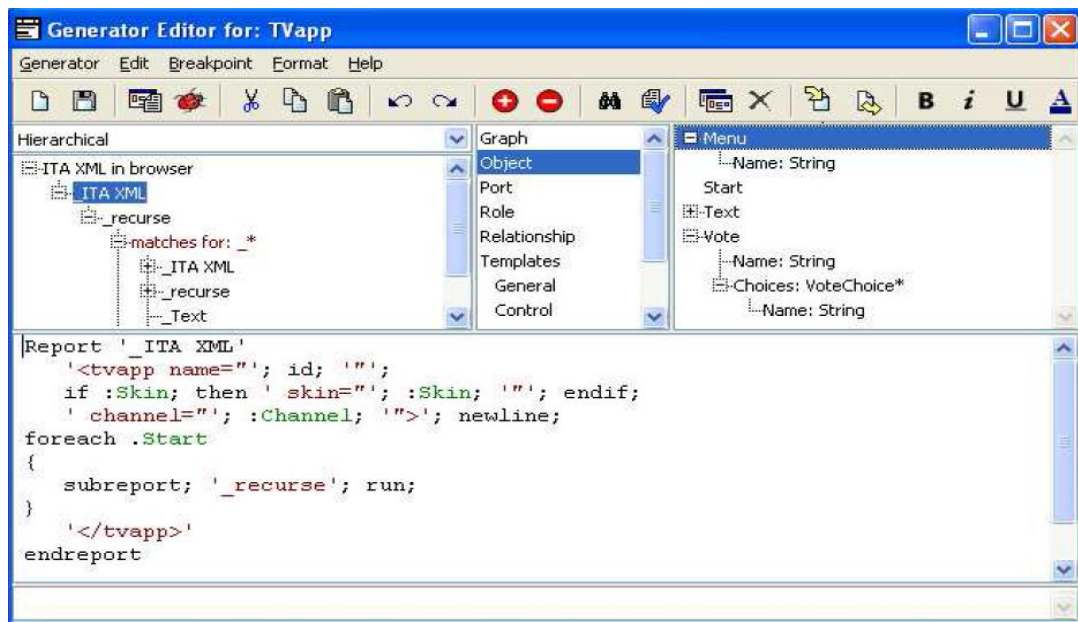 Generator Editor for: TVapp
Generator Edit Breakpoint Format Help
B i U A
Hierarchical
ITA XML in browser
_ITA XML
_recurse
matches for: _*
_ITA XML
_recurse
_Text
Graph
Object
Port
Role
Relationship
Templates
General
Control
Menu
Name: String
Start
Text
Vote
Name: String
Choices: VoteChoice*
Name: String
Report '_ITA XML'
'<tvapp name="'; id; '"';
if :Skin; then ' skin="'; :Skin; '"'; endif;
' channel="'; :Channel; '">'; newline;
foreach .Start
{
subreport; '_recurse'; run;
}
'</tvapp>'
endreport